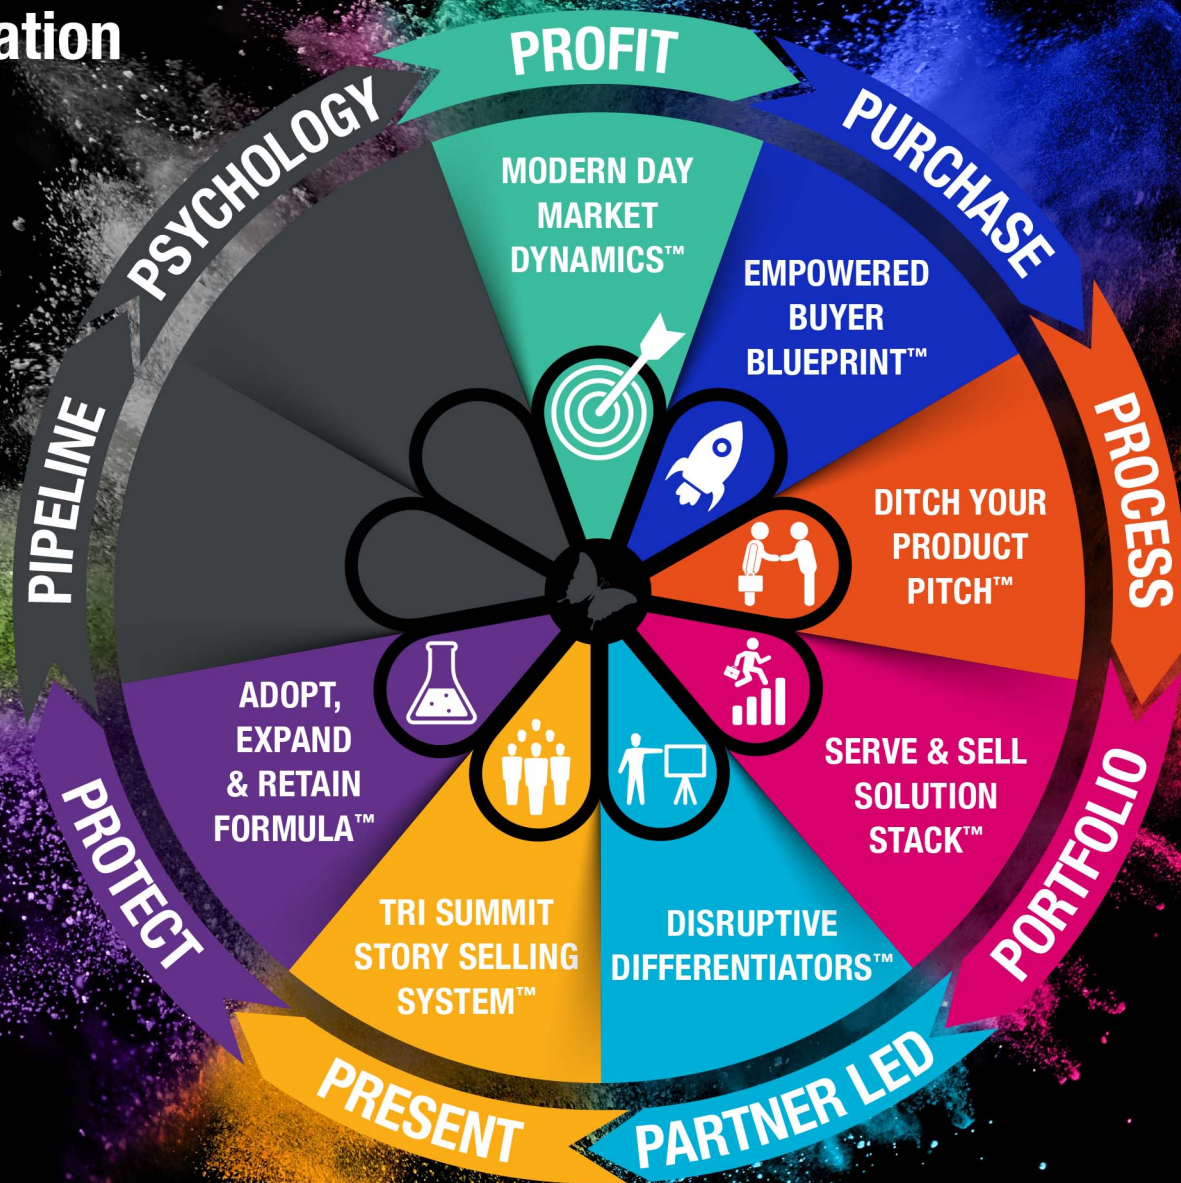 ation
PROFIT
MODERN DAY
MARKET
DYNAMICS™
PURCHASE
EMPOWERED
BUYER
BLUEPRINT™
PROCESS
DITCH YOUR
PRODUCT
PITCH™
PORTFOLIO
SERVE & SELL
SOLUTION
STACK™
PARTNER LED
DISRUPTIVE
DIFFERENTIATORS™
PRESENT
TRI SUMMIT
STORY SELLING
SYSTEM™
PROTECT
ADOPT,
EXPAND
& RETAIN
FORMULA™
PIPELINE
PSYCHOLOGY